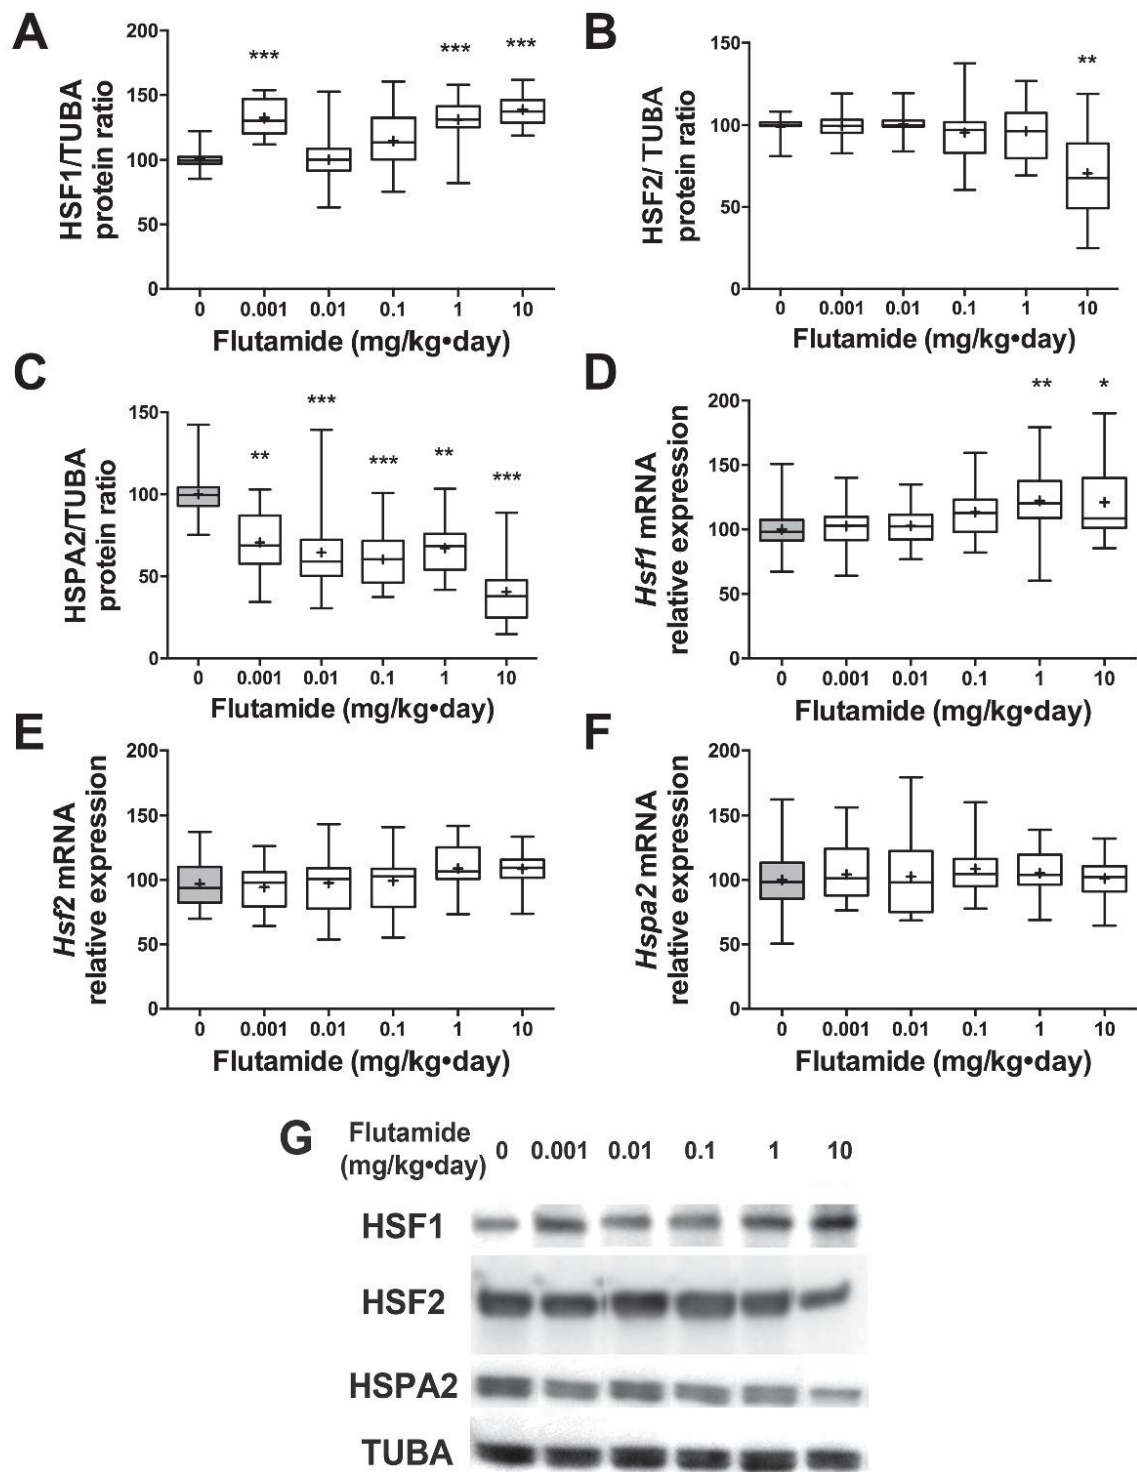 A
HSF1/TUBA
protein ratio
200
150
100
50
0
***
***
***
0 0.001 0.01 0.1 1 10
Flutamide (mg/kg•day)
B
HSF2/ TUBA
protein ratio
150
100
50
0
**
0 0.001 0.01 0.1 1 10
Flutamide (mg/kg•day)
C
HSPA2/TUBA
protein ratio
150
100
50
0
**
***
***
**
***
0 0.001 0.01 0.1 1 10
Flutamide (mg/kg•day)
D
Hsf1 mRNA
relative expression
200
150
100
50
0
**
*
0 0.001 0.01 0.1 1 10
Flutamide (mg/kg•day)
E
Hsf2 mRNA
relative expression
200
150
100
50
0
0 0.001 0.01 0.1 1 10
Flutamide (mg/kg•day)
F
Hspa2 mRNA
relative expression
200
150
100
50
0
0 0.001 0.01 0.1 1 10
Flutamide (mg/kg•day)
G
Flutamide
(mg/kg•day)
0 0.001 0.01 0.1 1 10
HSF1
HSF2
HSPA2
TUBA